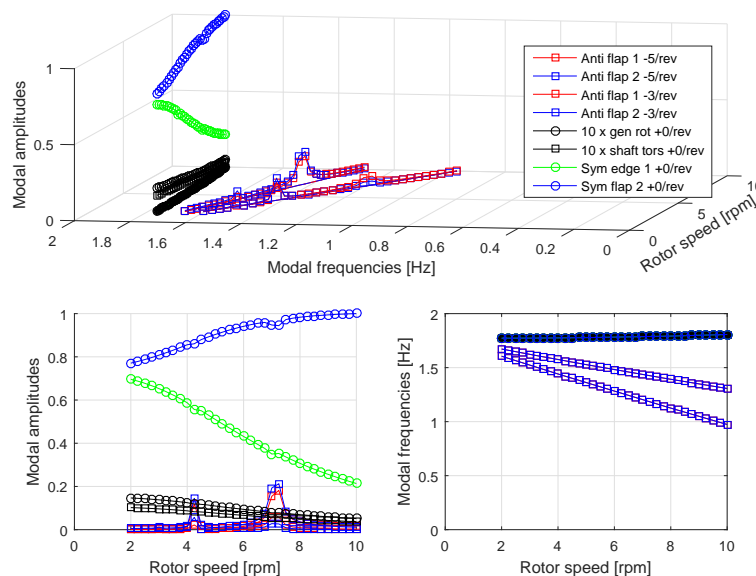 1
0.5
0
Modal amplitudes
2
1.8
1.6
1.4
1.2
1
0.8
0.6
0.4
0.2
0
Modal frequencies [Hz]
0
5
10
Rotor speed [rpm]
Anti flap 1 -5/rev
Anti flap 2 -5/rev
Anti flap 1 -3/rev
Anti flap 2 -3/rev
10 x gen rot +0/rev
10 x shaft tors +0/rev
Sym edge 1 +0/rev
Sym flap 2 +0/rev
1
0.8
0.6
0.4
0.2
0
Modal amplitudes
0
2
4
6
8
10
Rotor speed [rpm]
2
1.5
1
0.5
0
Modal frequencies [Hz]
0
2
4
6
8
10
Rotor speed [rpm]